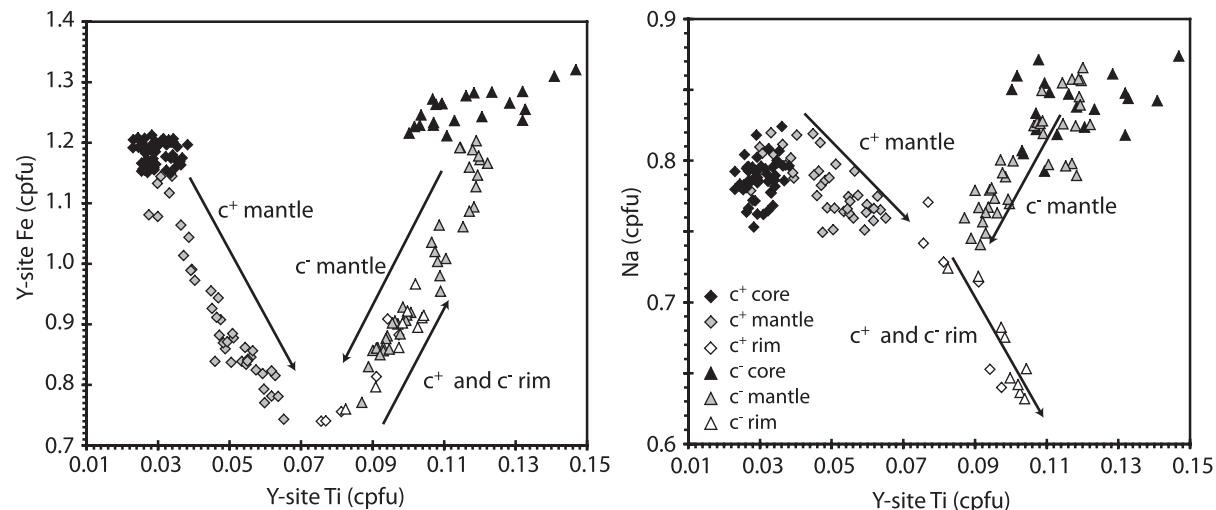 1.4
1.3
1.2
1.1
1.0
0.9
0.8
0.7
Y-site Fe (cpfu)
c⁺ mantle
c⁻ mantle
c⁺ and c⁻ rim
0.01 0.03 0.05 0.07 0.09 0.11 0.13 0.15
Y-site Ti (cpfu)
0.9
0.8
0.7
0.6
Na (cpfu)
c⁺ mantle
c⁻ mantle
c⁺ and c⁻ rim
c⁺ core
c⁺ mantle
c⁺ rim
c⁻ core
c⁻ mantle
c⁻ rim
0.01 0.03 0.05 0.07 0.09 0.11 0.13 0.15
Y-site Ti (cpfu)